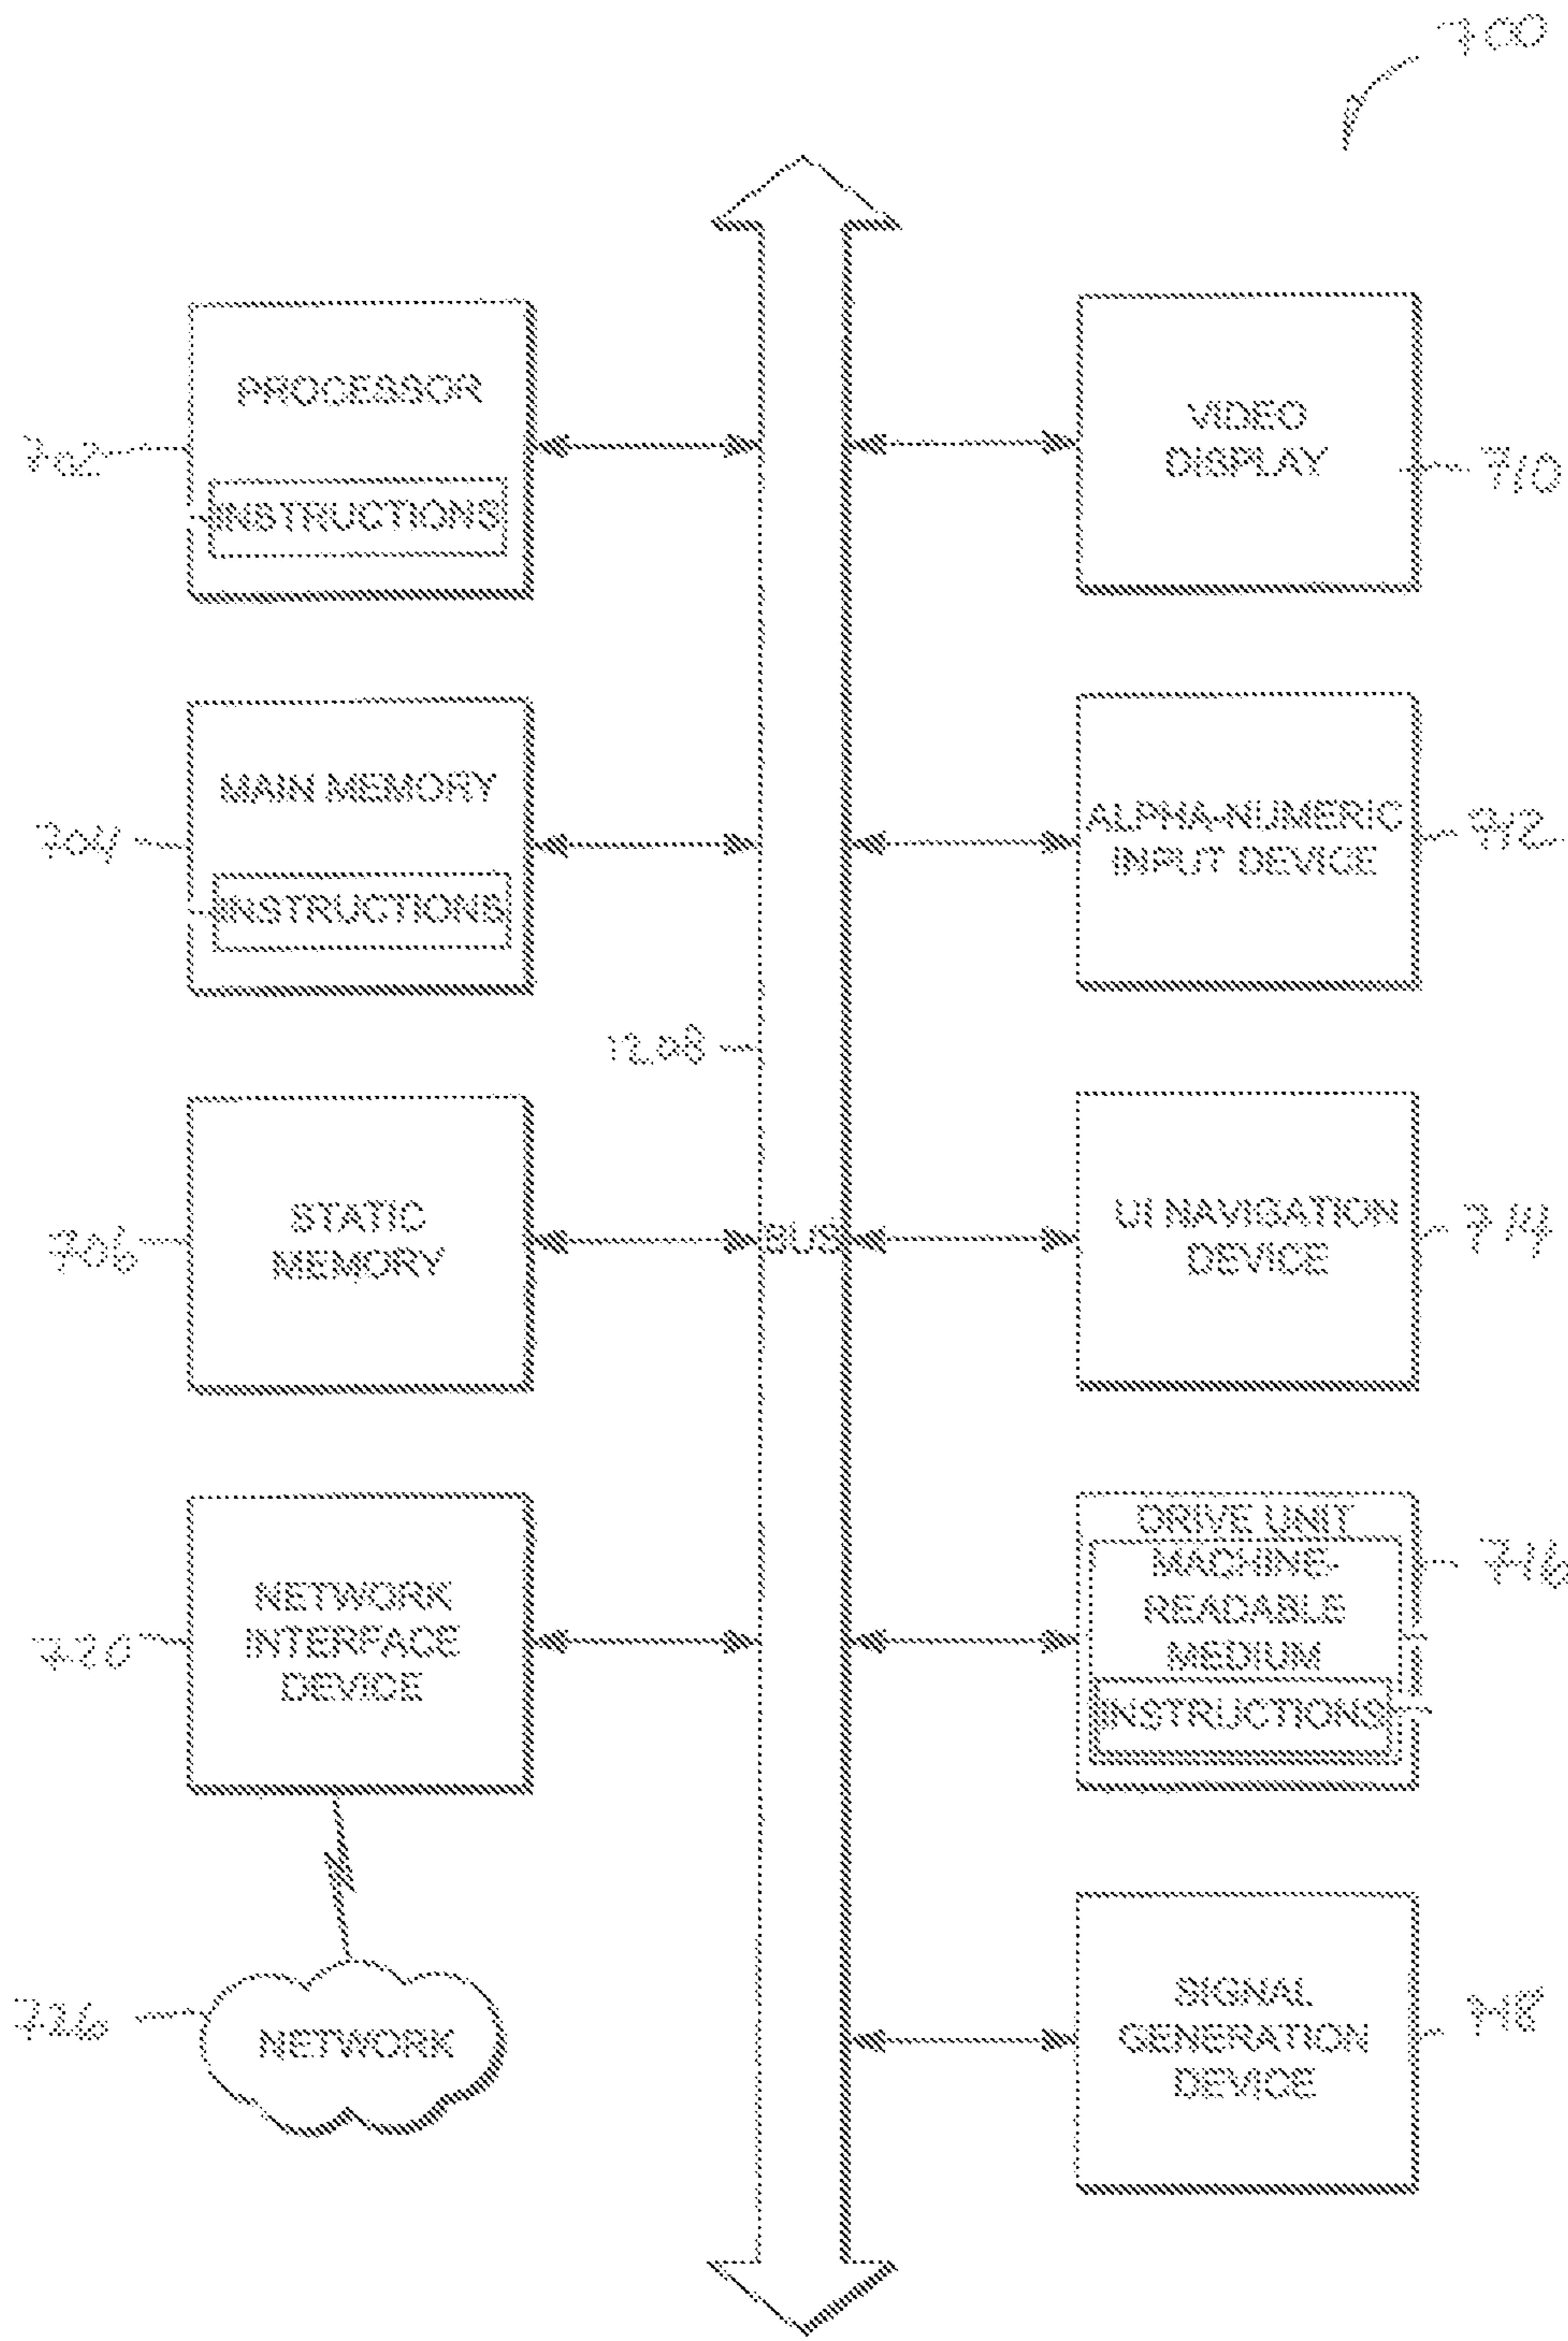 700
PROCESSOR
702
INSTRUCTIONS
VIDEO
DISPLAY
710
MAIN MEMORY
704
INSTRUCTIONS
ALPHA-NUMERIC
INPUT DEVICE
712
1208
STATIC
MEMORY
706
BUS
UI NAVIGATION
DEVICE
714
NETWORK
INTERFACE
DEVICE
720
DRIVE UNIT
MACHINE-
READABLE
MEDIUM
INSTRUCTIONS
716
NETWORK
726
SIGNAL
GENERATION
DEVICE
718